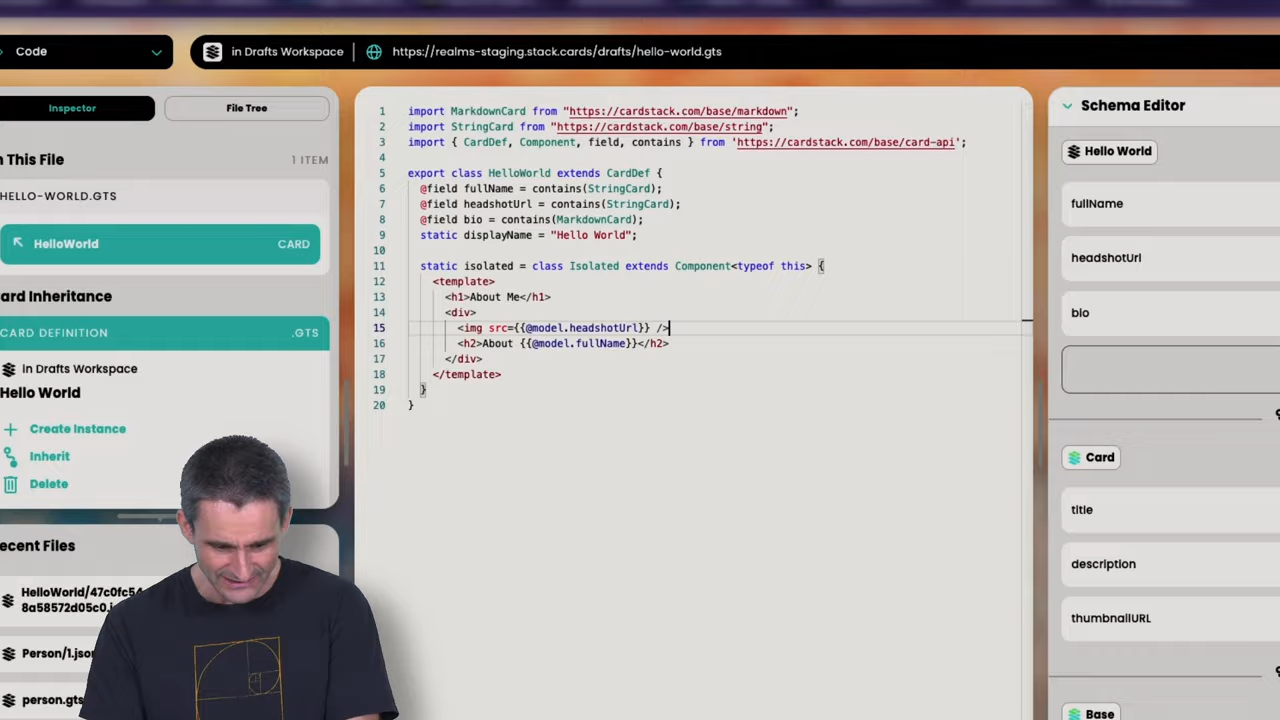 Code
in Drafts Workspace
https://realms-staging.stack.cards/drafts/hello-world.gts
Inspector
File Tree
This File
1 ITEM
HELLO-WORLD.GTS
HelloWorld
CARD
ard Inheritance
CARD DEFINITION
.GTS
in Drafts Workspace
Hello World
Create Instance
Inherit
Delete
ecent Files
HelloWorld/47c0fc54
8a58572d05c0.j
Person/1.jso
person.gts
1 import MarkdownCard from "https://cardstack.com/base/markdown";
2 import StringCard from "https://cardstack.com/base/string";
3 import { CardDef, Component, field, contains } from 'https://cardstack.com/base/card-api';
4
5 export class HelloWorld extends CardDef {
6 @field fullName = contains(StringCard);
7 @field headshotUrl = contains(StringCard);
8 @field bio = contains(MarkdownCard);
9 static displayName = "Hello World";
10
11 static isolated = class Isolated extends Component<typeof this> {
12 <template>
13 <h1>About Me</h1>
14 <div>
15 <img src={{@model.headshotUrl}} />
16 <h2>About {{@model.fullName}}</h2>
17 </div>
18 </template>
19 }
20 }
Schema Editor
Hello World
fullName
headshotUrl
bio
Card
title
description
thumbnailURL
Base